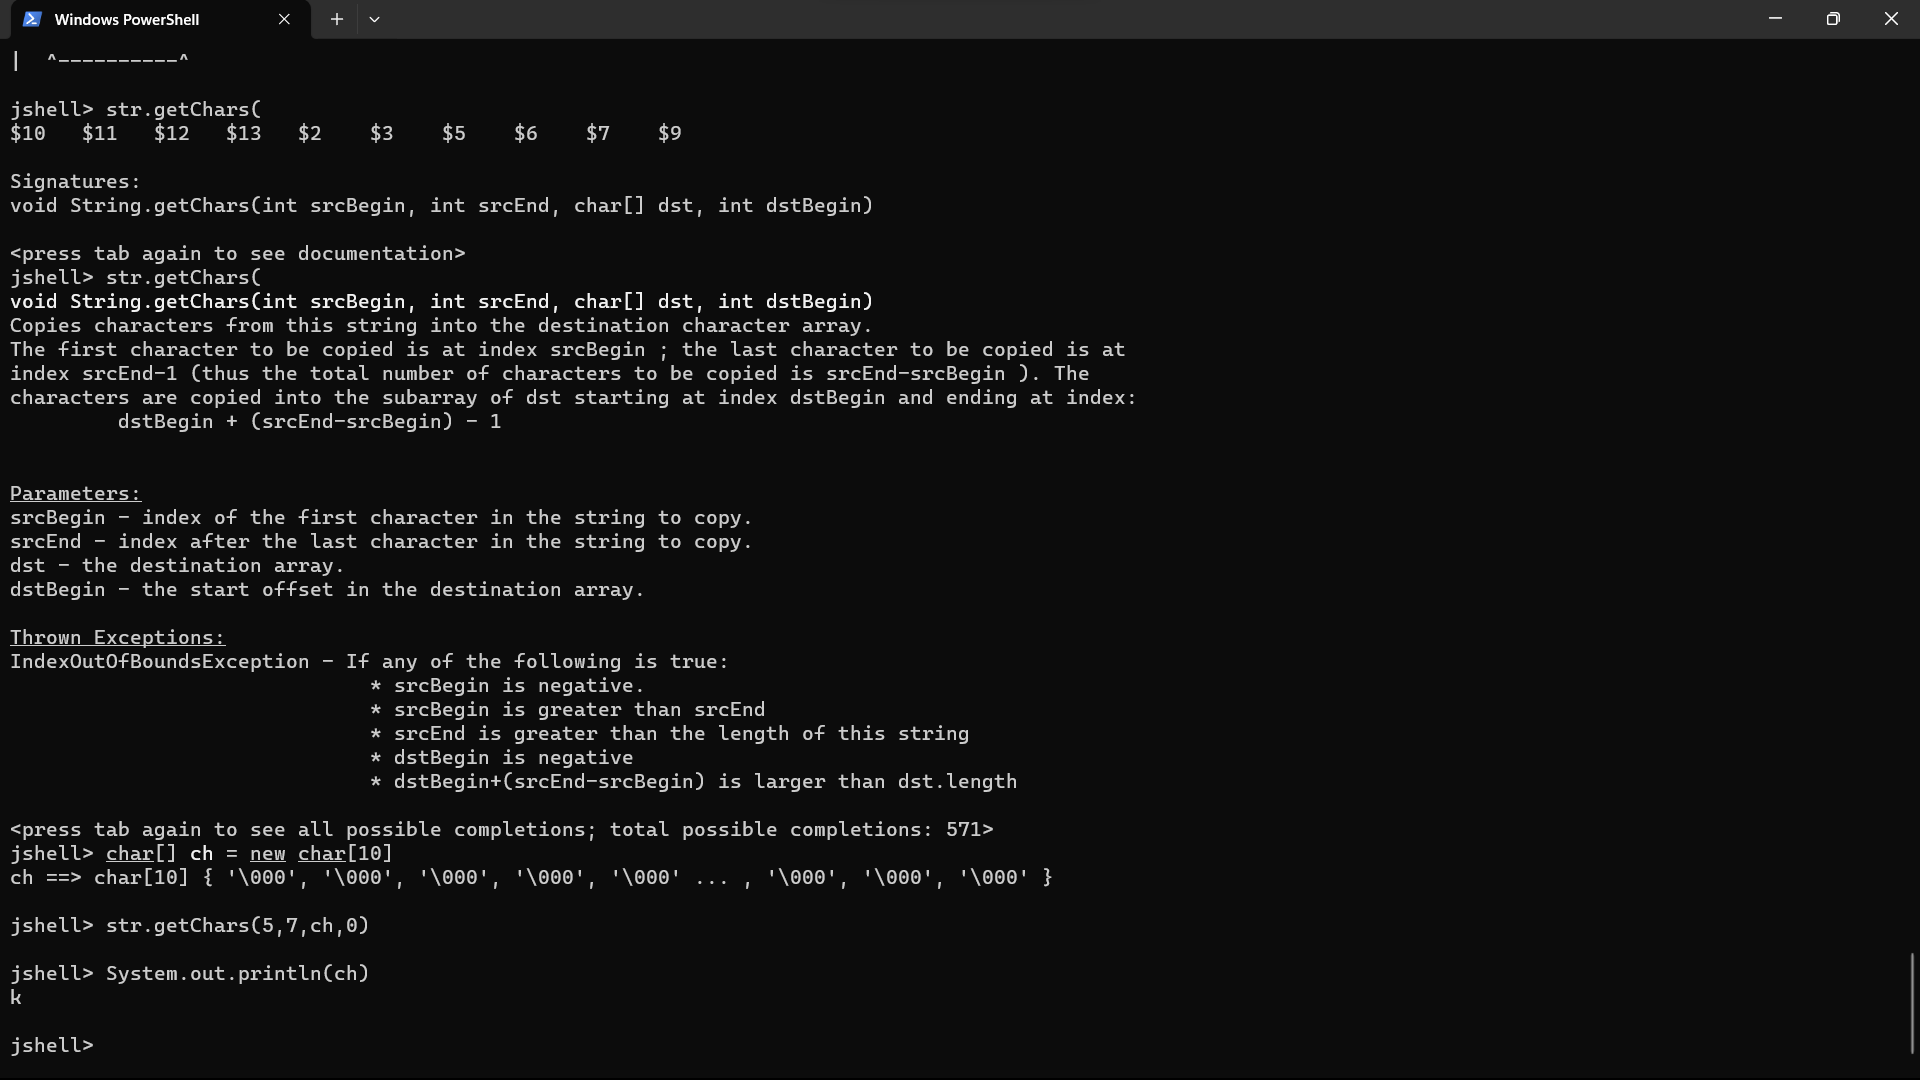 Windows PowerShell
|  ^----------^
jshell> str.getChars(
$10   $11   $12   $13   $2    $3    $5    $6    $7    $9
Signatures:
void String.getChars(int srcBegin, int srcEnd, char[] dst, int dstBegin)
<press tab again to see documentation>
jshell> str.getChars(
void String.getChars(int srcBegin, int srcEnd, char[] dst, int dstBegin)
Copies characters from this string into the destination character array.
The first character to be copied is at index srcBegin ; the last character to be copied is at
index srcEnd-1 (thus the total number of characters to be copied is srcEnd-srcBegin ). The
characters are copied into the subarray of dst starting at index dstBegin and ending at index:
         dstBegin + (srcEnd-srcBegin) - 1
Parameters:
srcBegin - index of the first character in the string to copy.
srcEnd - index after the last character in the string to copy.
dst - the destination array.
dstBegin - the start offset in the destination array.
Thrown Exceptions:
IndexOutOfBoundsException - If any of the following is true:
                              * srcBegin is negative.
                              * srcBegin is greater than srcEnd
                              * srcEnd is greater than the length of this string
                              * dstBegin is negative
                              * dstBegin+(srcEnd-srcBegin) is larger than dst.length
<press tab again to see all possible completions; total possible completions: 571>
jshell> char[] ch = new char[10]
ch ==> char[10] { '\000', '\000', '\000', '\000', '\000' ... , '\000', '\000', '\000' }
jshell> str.getChars(5,7,ch,0)
jshell> System.out.println(ch)
k
jshell>